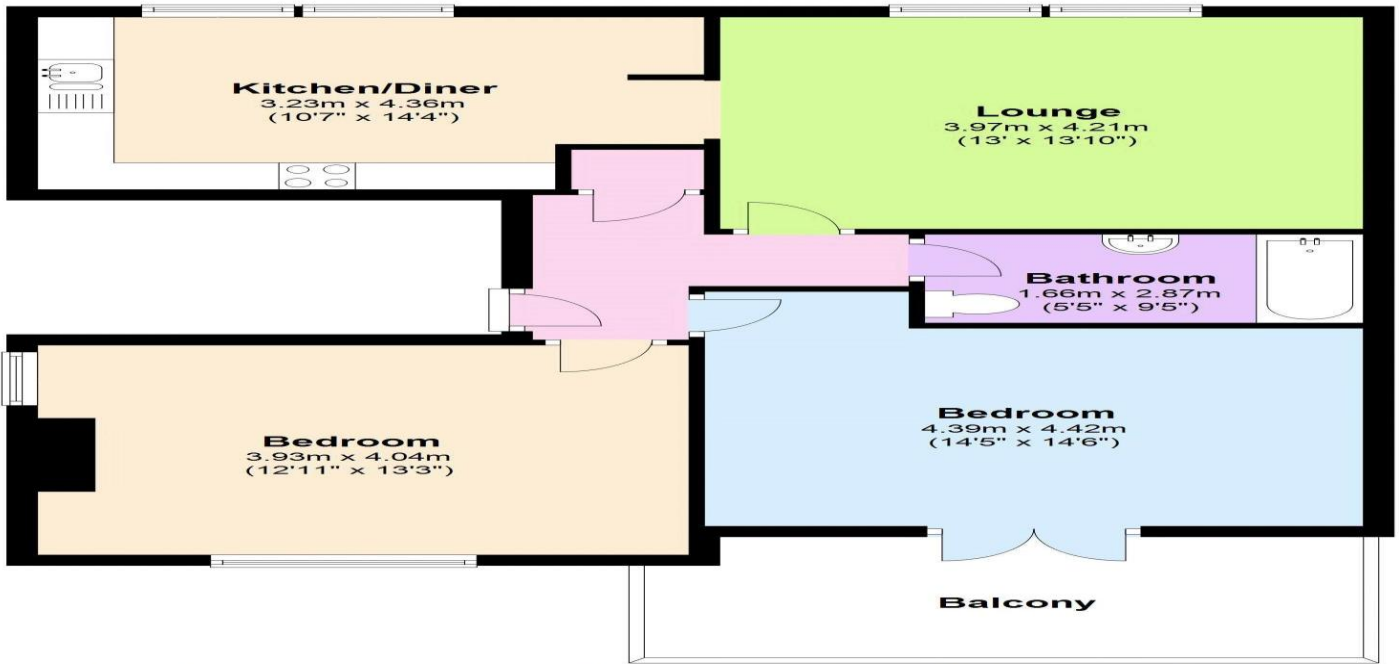 Kitchen/Diner
3.23m x 4.36m
(10'7" x 14'4")
Lounge
3.97m x 4.21m
(13' x 13'10")
Bathroom
1.66m x 2.87m
(5'5" x 9'5")
Bedroom
3.93m x 4.04m
(12'11" x 13'3")
Bedroom
4.39m x 4.42m
(14'5" x 14'6")
Balcony